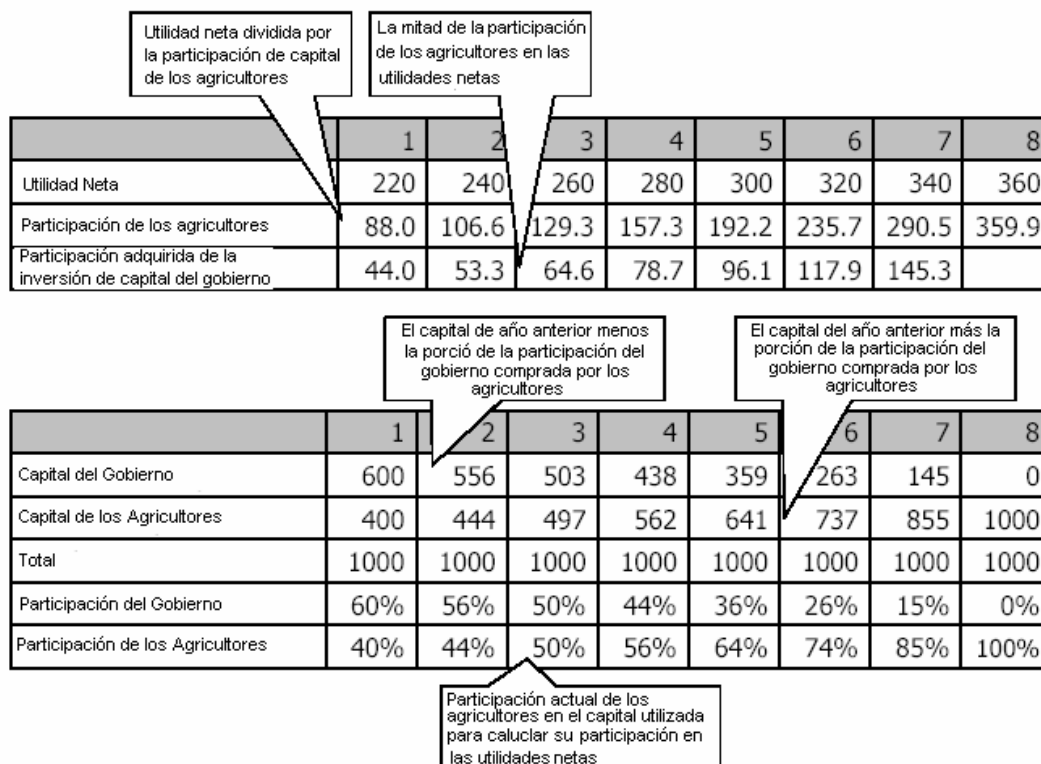 Utilidad neta dividida por
la participación de capital
de los agricultores
La mitad de la participación
de los agricultores en las
utilidades netas
1 2 3 4 5 6 7 8
Utilidad Neta 220 240 260 280 300 320 340 360
Participación de los agricultores 88.0 106.6 129.3 157.3 192.2 235.7 290.5 359.9
Participación adquirida de la
inversión de capital del gobierno 44.0 53.3 64.6 78.7 96.1 117.9 145.3
El capital de año anterior menos
la porció de la participación del
gobierno comprada por los
agricultores
El capital del año anterior más la
porción de la participación del
gobierno comprada por los
agricultores
1 2 3 4 5 6 7 8
Capital del Gobierno 600 556 503 438 359 263 145 0
Capital de los Agricultores 400 444 497 562 641 737 855 1000
Total 1000 1000 1000 1000 1000 1000 1000 1000
Participación del Gobierno 60% 56% 50% 44% 36% 26% 15% 0%
Participación de los Agricultores 40% 44% 50% 56% 64% 74% 85% 100%
Participación actual de los
agricultores en el capital utilizada
para caluclar su participación en
las utilidades netas